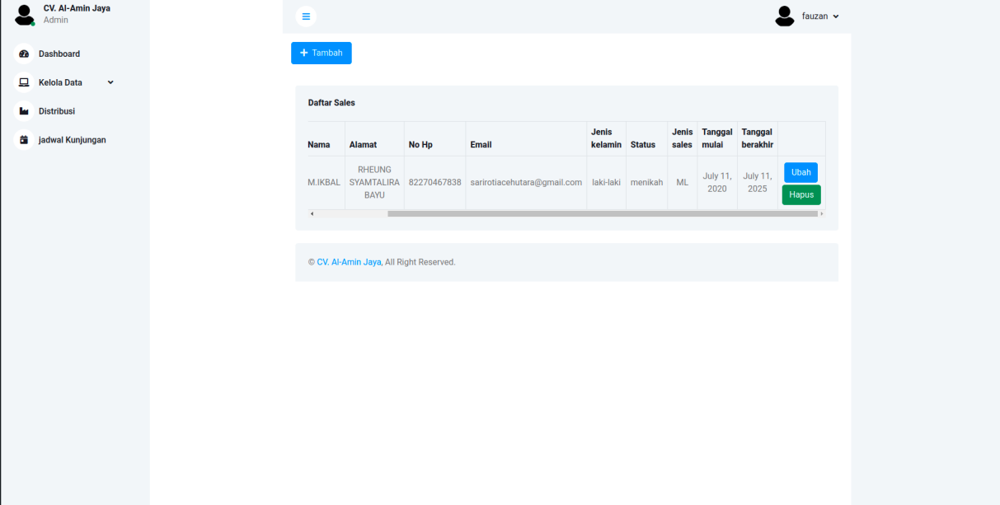 CV. Al-Amin Jaya
Admin
Dashboard
Kelola Data
Distribusi
jadwal Kunjungan
fauzan
+ Tambah
Daftar Sales
Nama Alamat No Hp Email Jenis kelamin Status Jenis sales Tanggal mulai Tanggal berakhir
M.IKBAL RHEUNG SYAMTALIRA BAYU 82270467838 sarirotiacehutara@gmail.com laki-laki menikah ML July 11, 2020 July 11, 2025 Ubah
Hapus
© CV. Al-Amin Jaya, All Right Reserved.